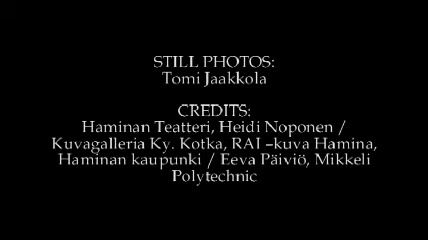 STILL PHOTOS:
Tomi Jaakkola
CREDITS:
Haminan Teatteri, Heidi Noponen /
Kuvagalleria Ky. Kotka, RAI –kuva Hamina,
Haminan kaupunki / Eeva Päiviö, Mikkeli
Polytechnic